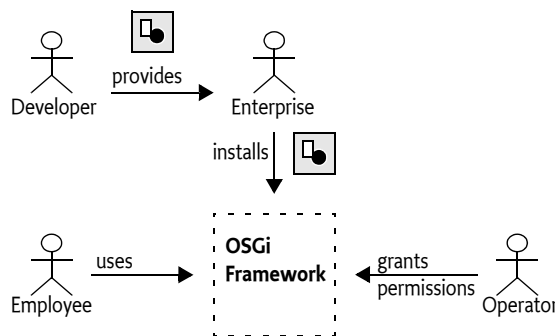 provides
Developer
Enterprise
installs
OSGi
Framework
uses
grants
permissions
Employee
Operator